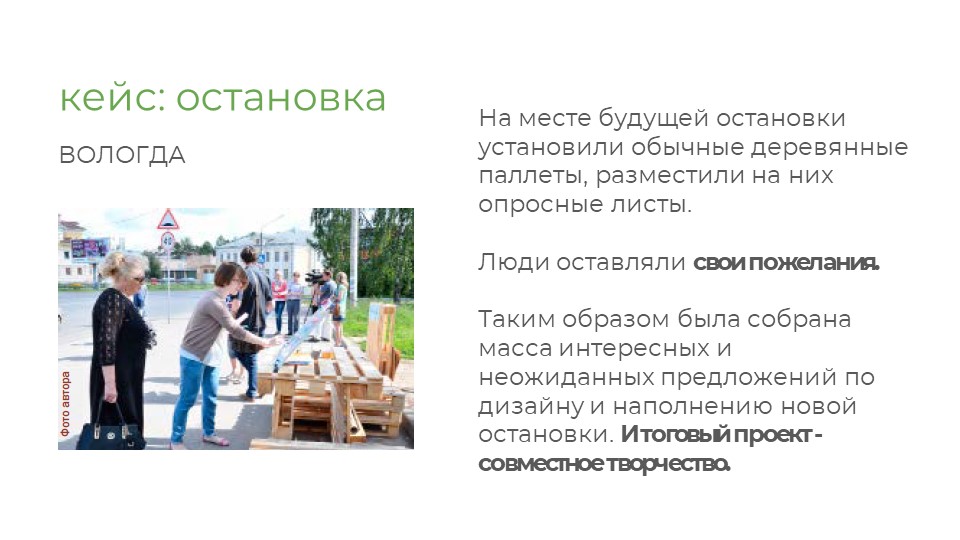 кейс: остановка
ВОЛОГДА
Фото автора
На месте будущей остановки
установили обычные деревянные
паллеты, разместили на них
опросные листы.
Люди оставляли свои пожелания.
Таким образом была собрана
масса интересных и
неожиданных предложений по
дизайну и наполнению новой
остановки. Итоговый проект -
совместное творчество.